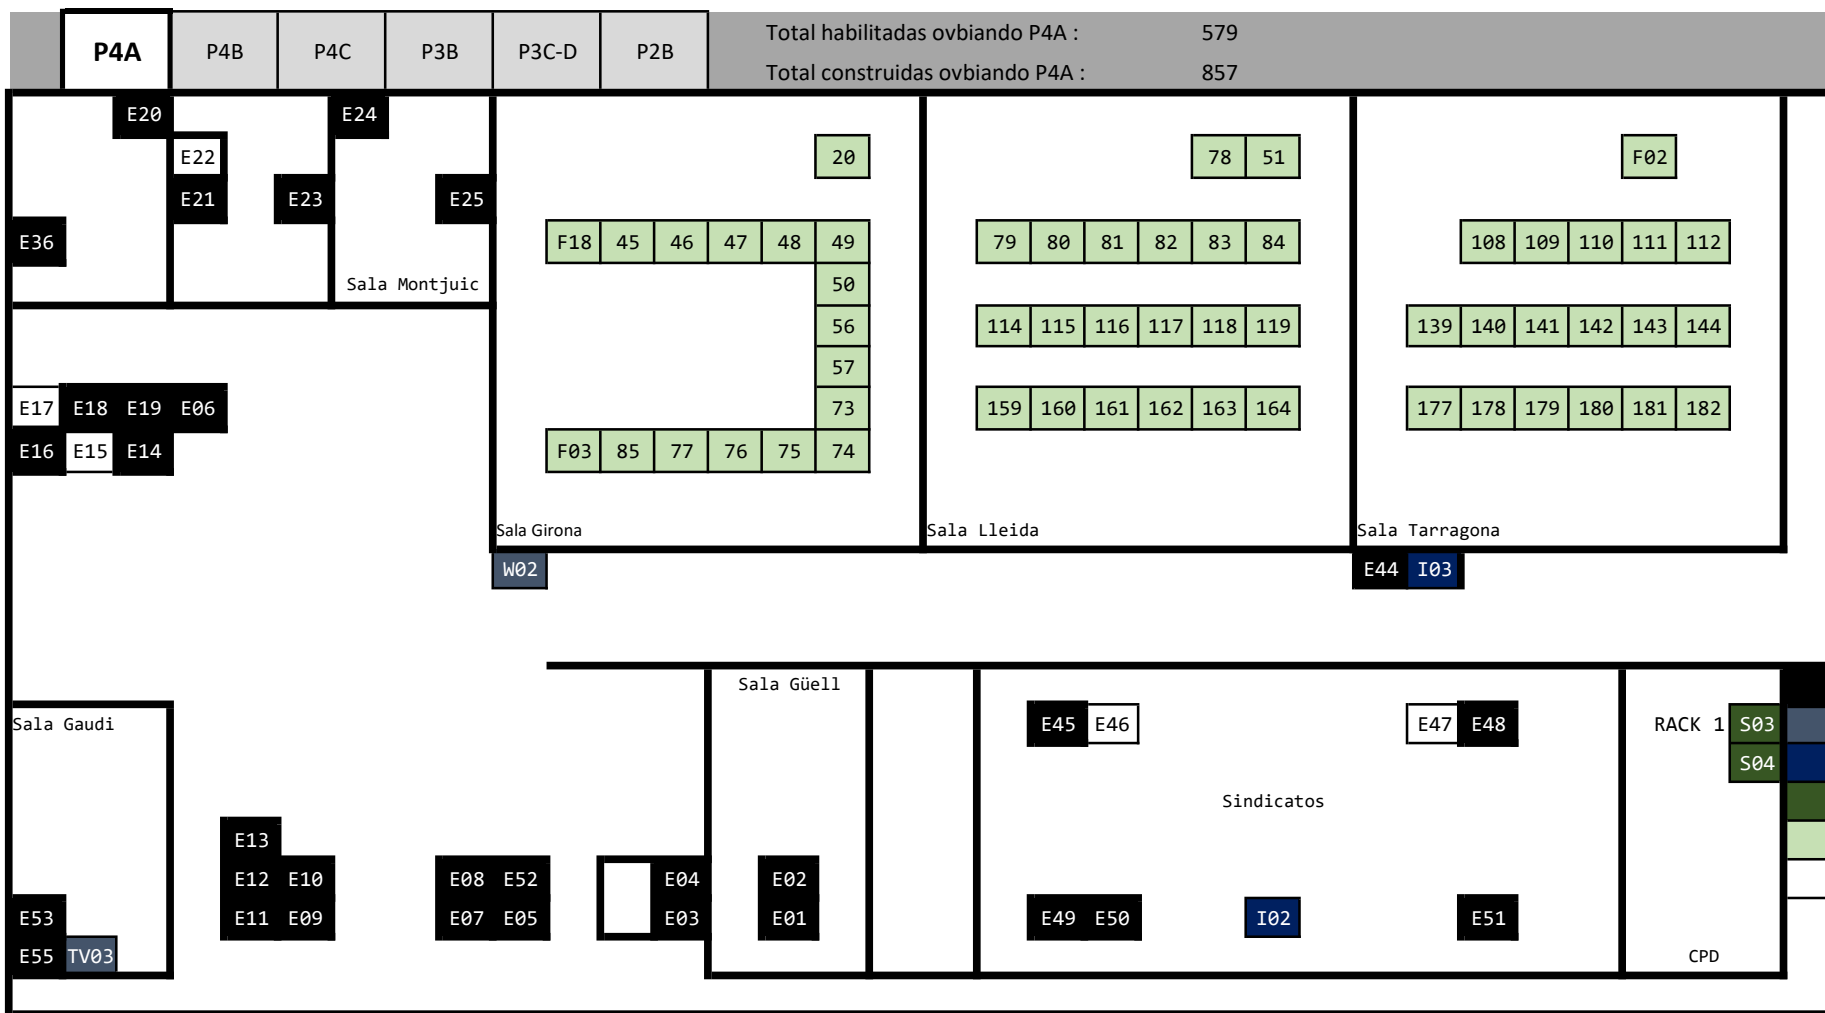 P4A P4B P4C P3B P3C-D P2B
Total habilitadas ovbiando P4A : 579
Total construidas ovbiando P4A : 857
E20 E24
E22 20 78 51 F02
E21 E23 E25
E36 F18 45 46 47 48 49 79 80 81 82 83 84 108 109 110 111 112
Sala Montjuic 50
56 114 115 116 117 118 119 139 140 141 142 143 144
57
E17 E18 E19 E06 73 159 160 161 162 163 164 177 178 179 180 181 182
E16 E15 E14 F03 85 77 76 75 74
Sala Girona Sala Lleida Sala Tarragona
W02 E44 I03
Sala Güell
Sala Gaudi E45 E46 E47 E48 RACK 1 S03
S04
Sindicatos
E13
E12 E10 E08 E52 E04 E02
E53 E11 E09 E07 E05 E03 E01 E49 E50 I02 E51
E55 TV03 CPD